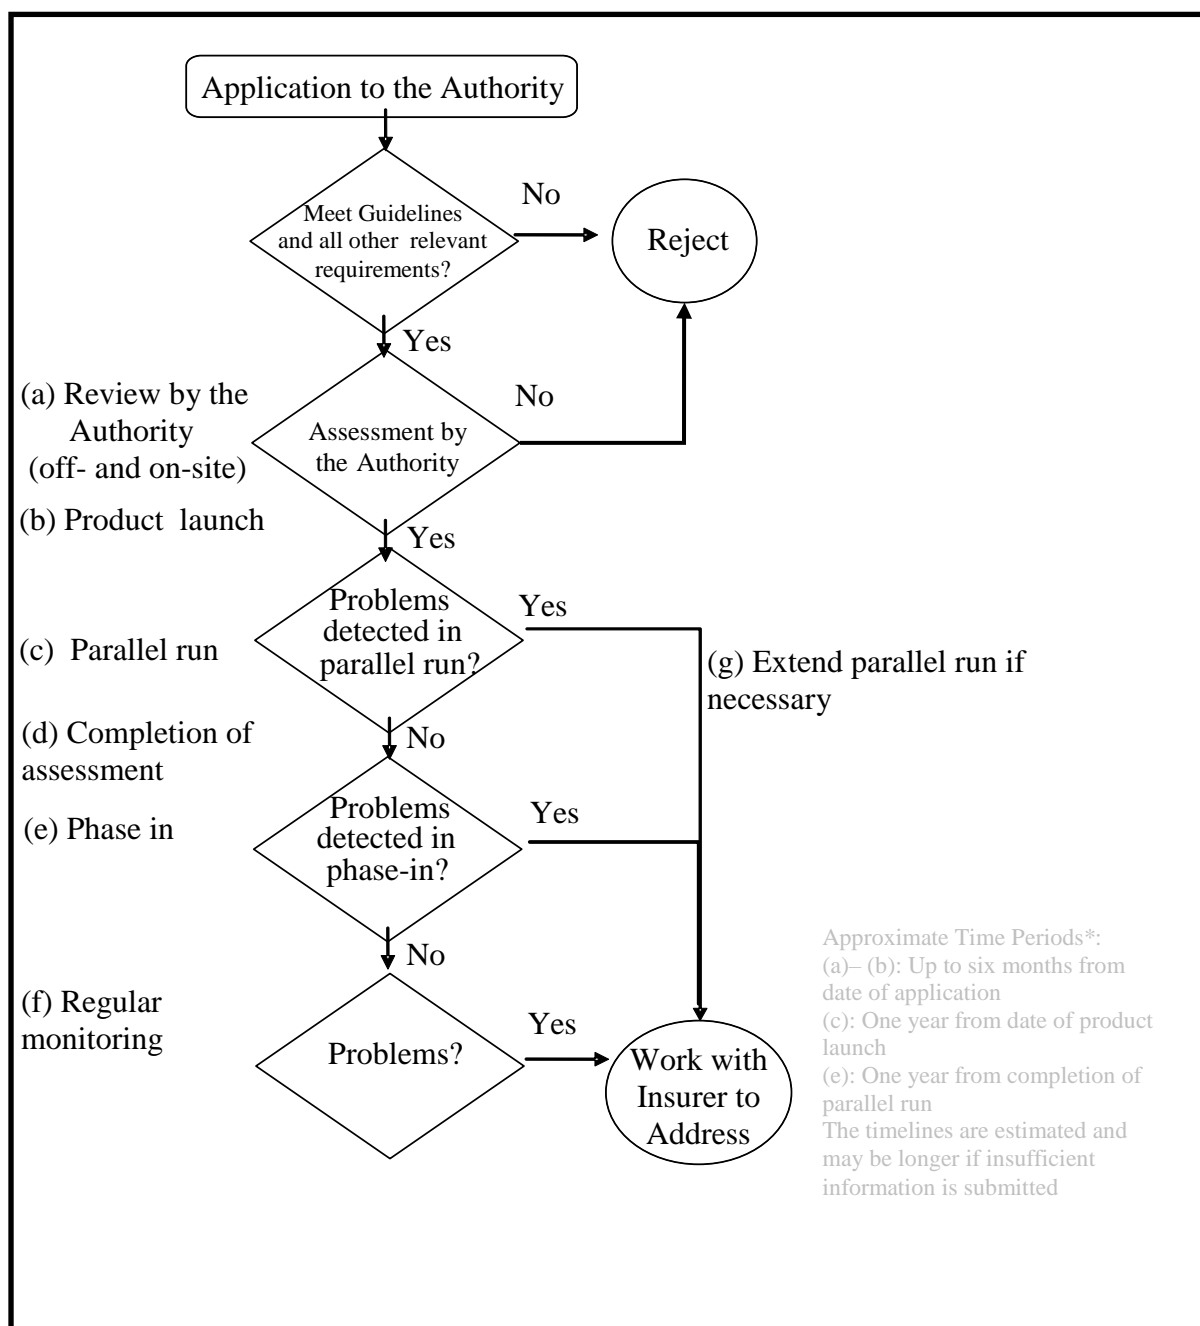 Application to the Authority
No
Meet Guidelines
and all other relevant
requirements?
Reject
Yes
(a) Review by the
Authority
(off- and on-site)
No
Assessment by
the Authority
(b) Product launch
Yes
Problems
detected in
parallel run?
Yes
(c) Parallel run
(g) Extend parallel run if
necessary
(d) Completion of
assessment
No
Problems
detected in
phase-in?
Yes
(e) Phase in
No
(f) Regular
monitoring
Problems?
Yes
Work with
Insurer to
Address
Approximate Time Periods*:
(a)– (b): Up to six months from
date of application
(c): One year from date of product
launch
(e): One year from completion of
parallel run
The timelines are estimated and
may be longer if insufficient
information is submitted